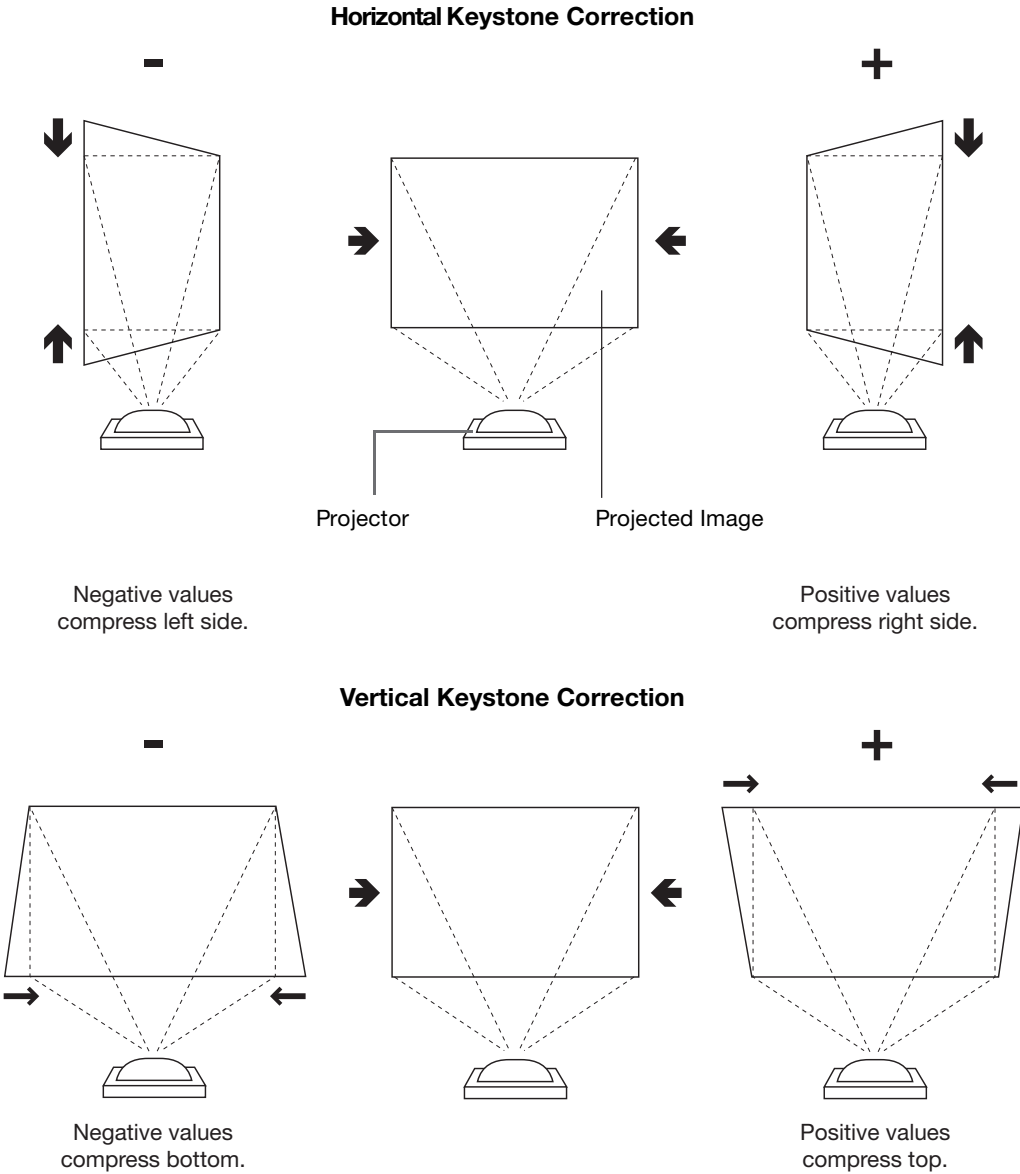 Horizontal Keystone Correction
- +
Projector Projected Image
Negative values Positive values
compress left side. compress right side.
Vertical Keystone Correction
- +
Negative values Positive values
compress bottom. compress top.